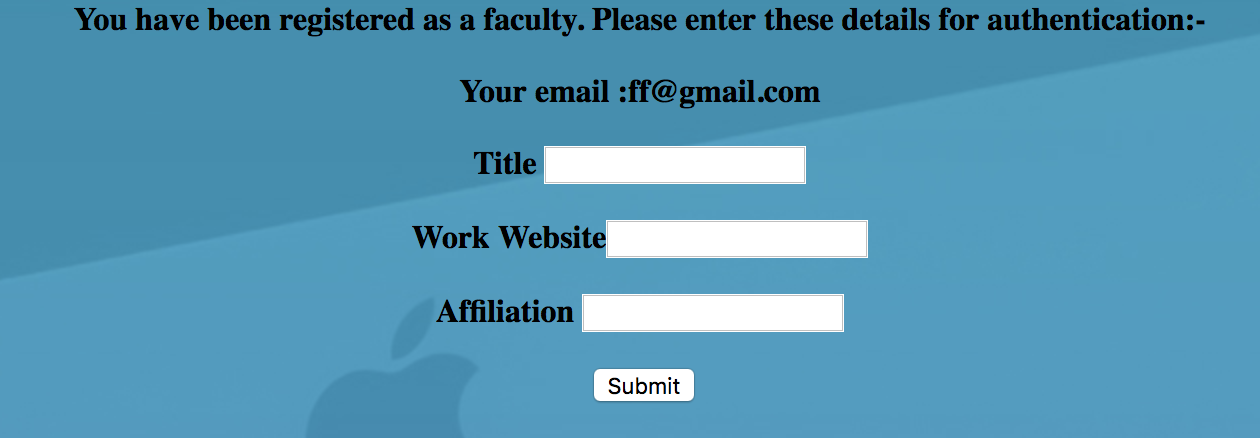 You have been registered as a faculty. Please enter these details for authentication:-
Your email :ff@gmail.com
Title
Work Website
Affiliation
Submit